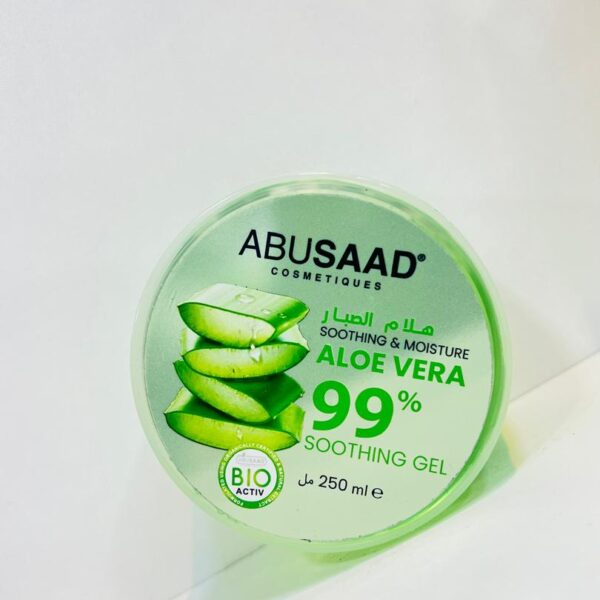 ABUSAAD®
COSMETIQUES
هلام الصبار
SOOTHING & MOISTURE
ALOE VERA
99%
SOOTHING GEL
250 ml e مل
BIO
ACTIV